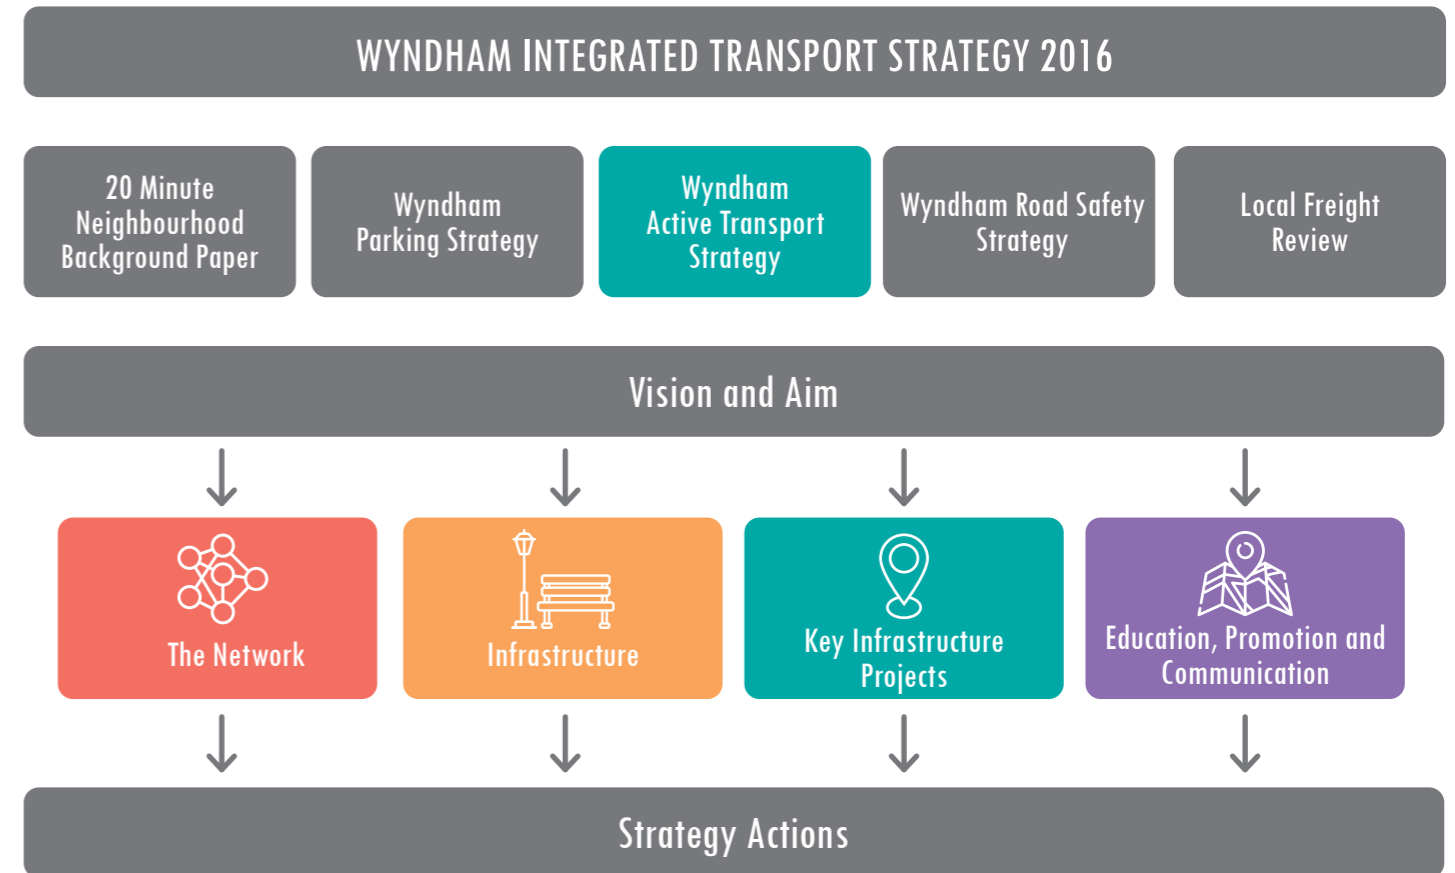 WYNDHAM INTEGRATED TRANSPORT STRATEGY 2016
20 Minute
Neighbourhood
Background Paper
Wyndham
Parking Strategy
Wyndham
Active Transport
Strategy
Wyndham Road Safety
Strategy
Local Freight
Review
Vision and Aim
The Network
Infrastructure
Key Infrastructure
Projects
Education, Promotion and
Communication
Strategy Actions